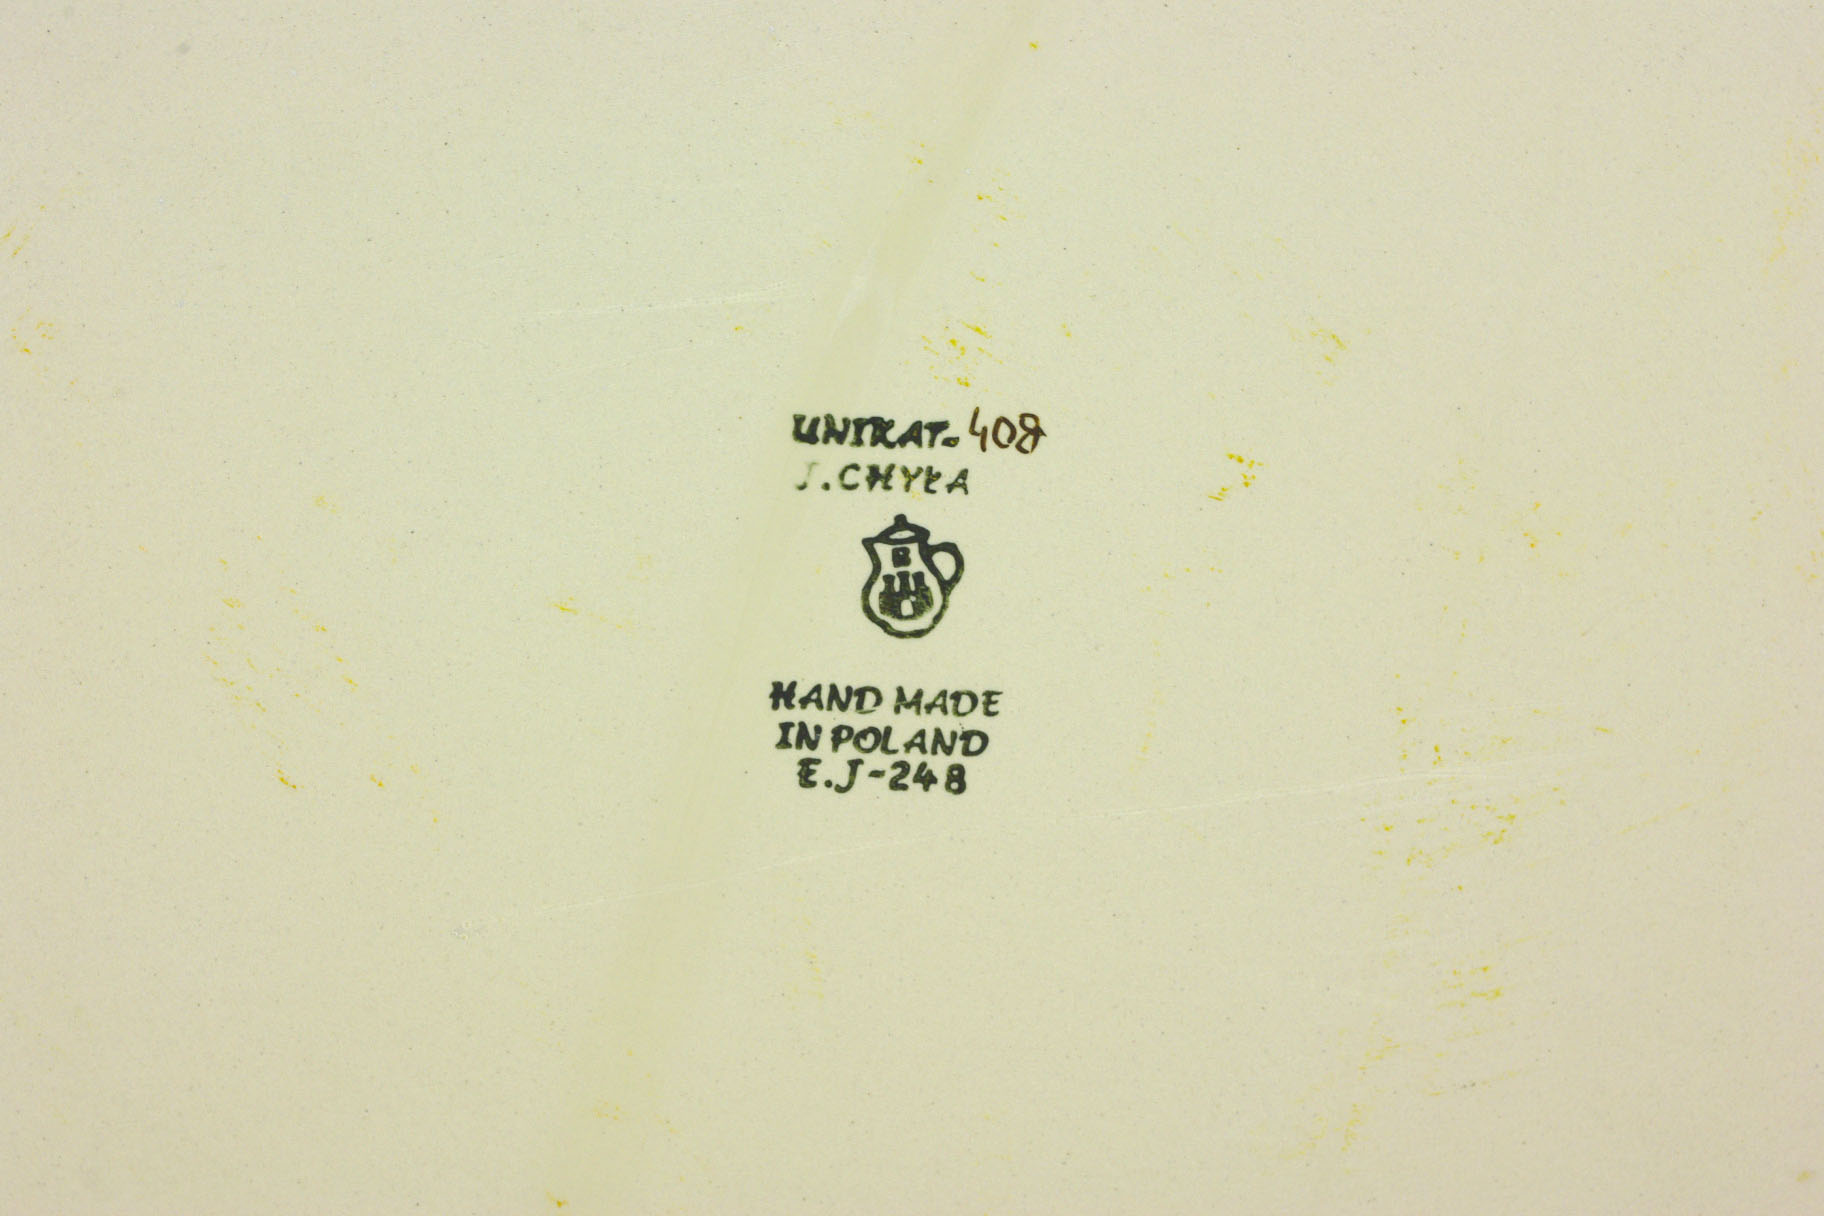 UNIKAT-408
J.CHYŁA
HAND MADE
IN POLAND
E.J-248